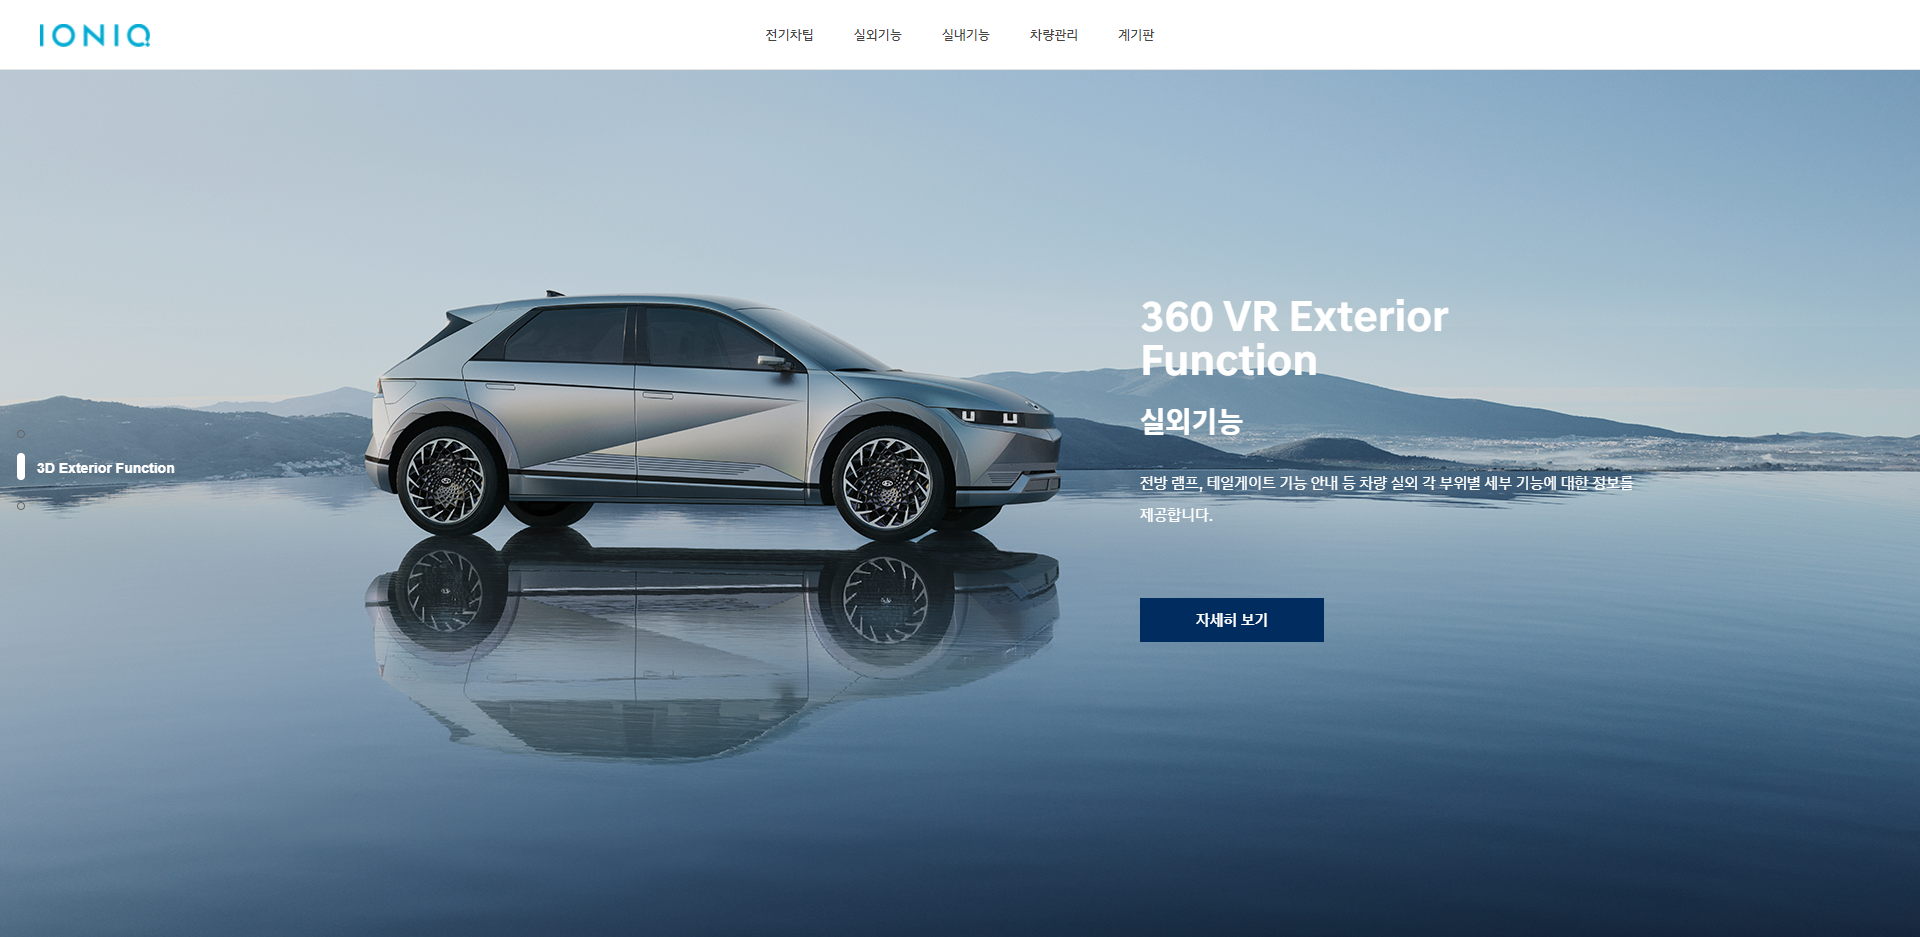 IONIQ
전기차팁 실외기능 실내기능 차량관리 계기판
360 VR Exterior
Function
실외기능
3D Exterior Function
전방 램프, 테일게이트 기능 안내 등 차량 실외 각 부위별 세부 기능에 대한 정보를
제공합니다.
자세히 보기